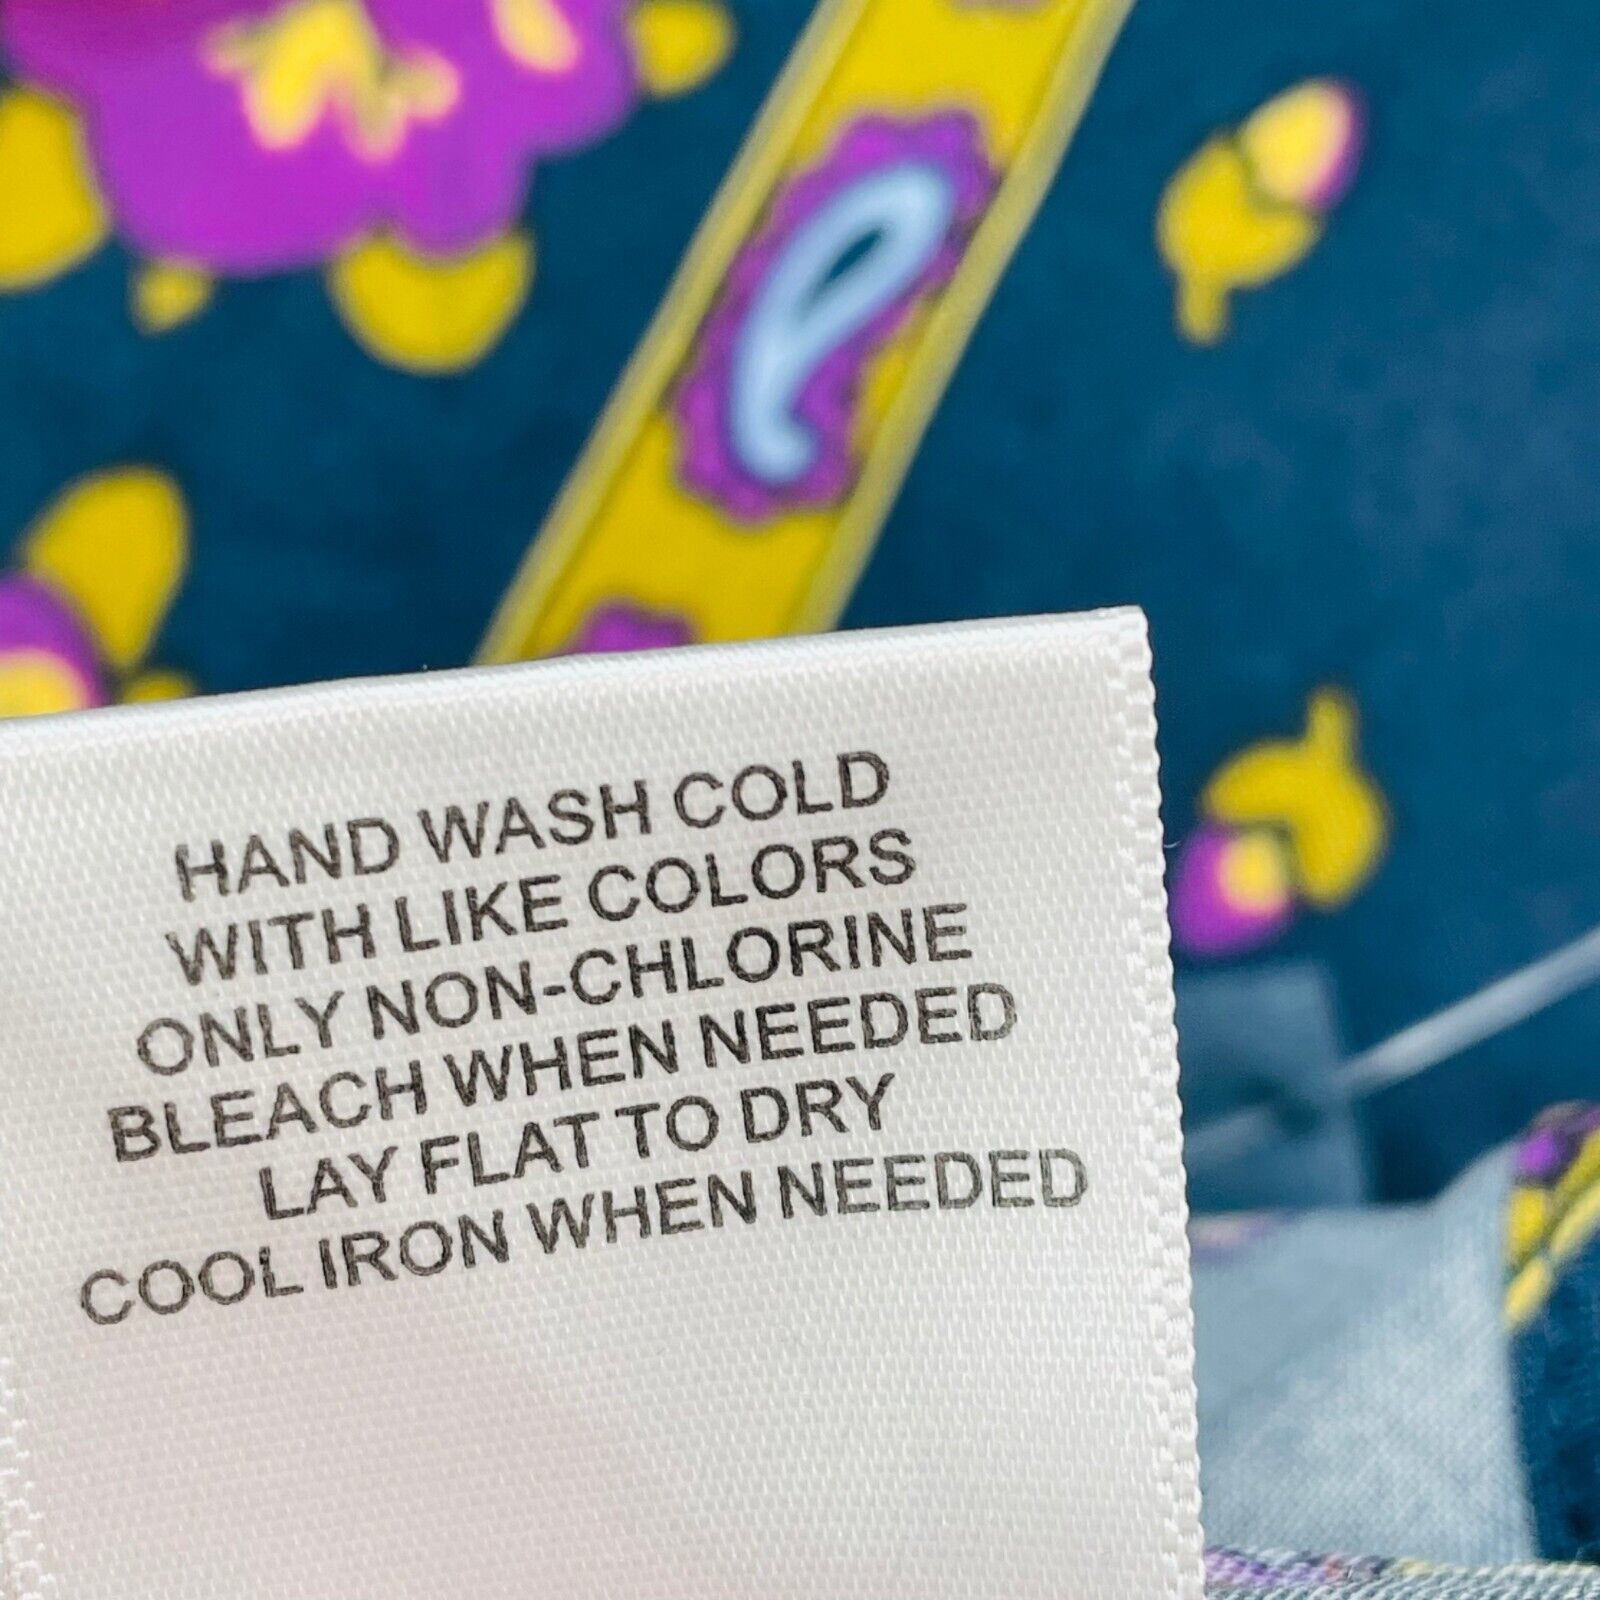 HAND WASH COLD
WITH LIKE COLORS
ONLY NON-CHLORINE
BLEACH WHEN NEEDED
LAY FLAT TO DRY
COOL IRON WHEN NEEDED